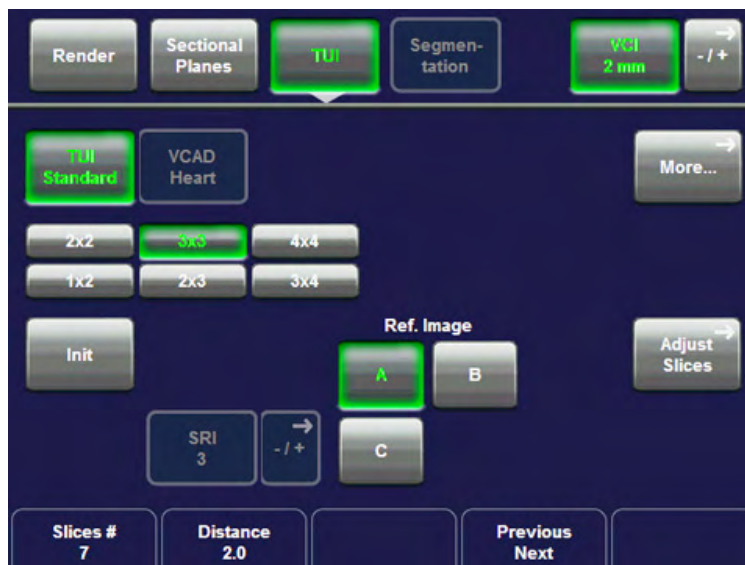 Render
Sectional
Planes
TUI
Segmen-
tation
VCI
2 mm
- / +
TUI
Standard
VCAD
Heart
More...
2x2
3x3
4x4
1x2
2x3
3x4
Init
Ref. Image
A
B
Adjust
Slices
SRI
3
- / +
C
Slices #
7
Distance
2.0
Previous
Next